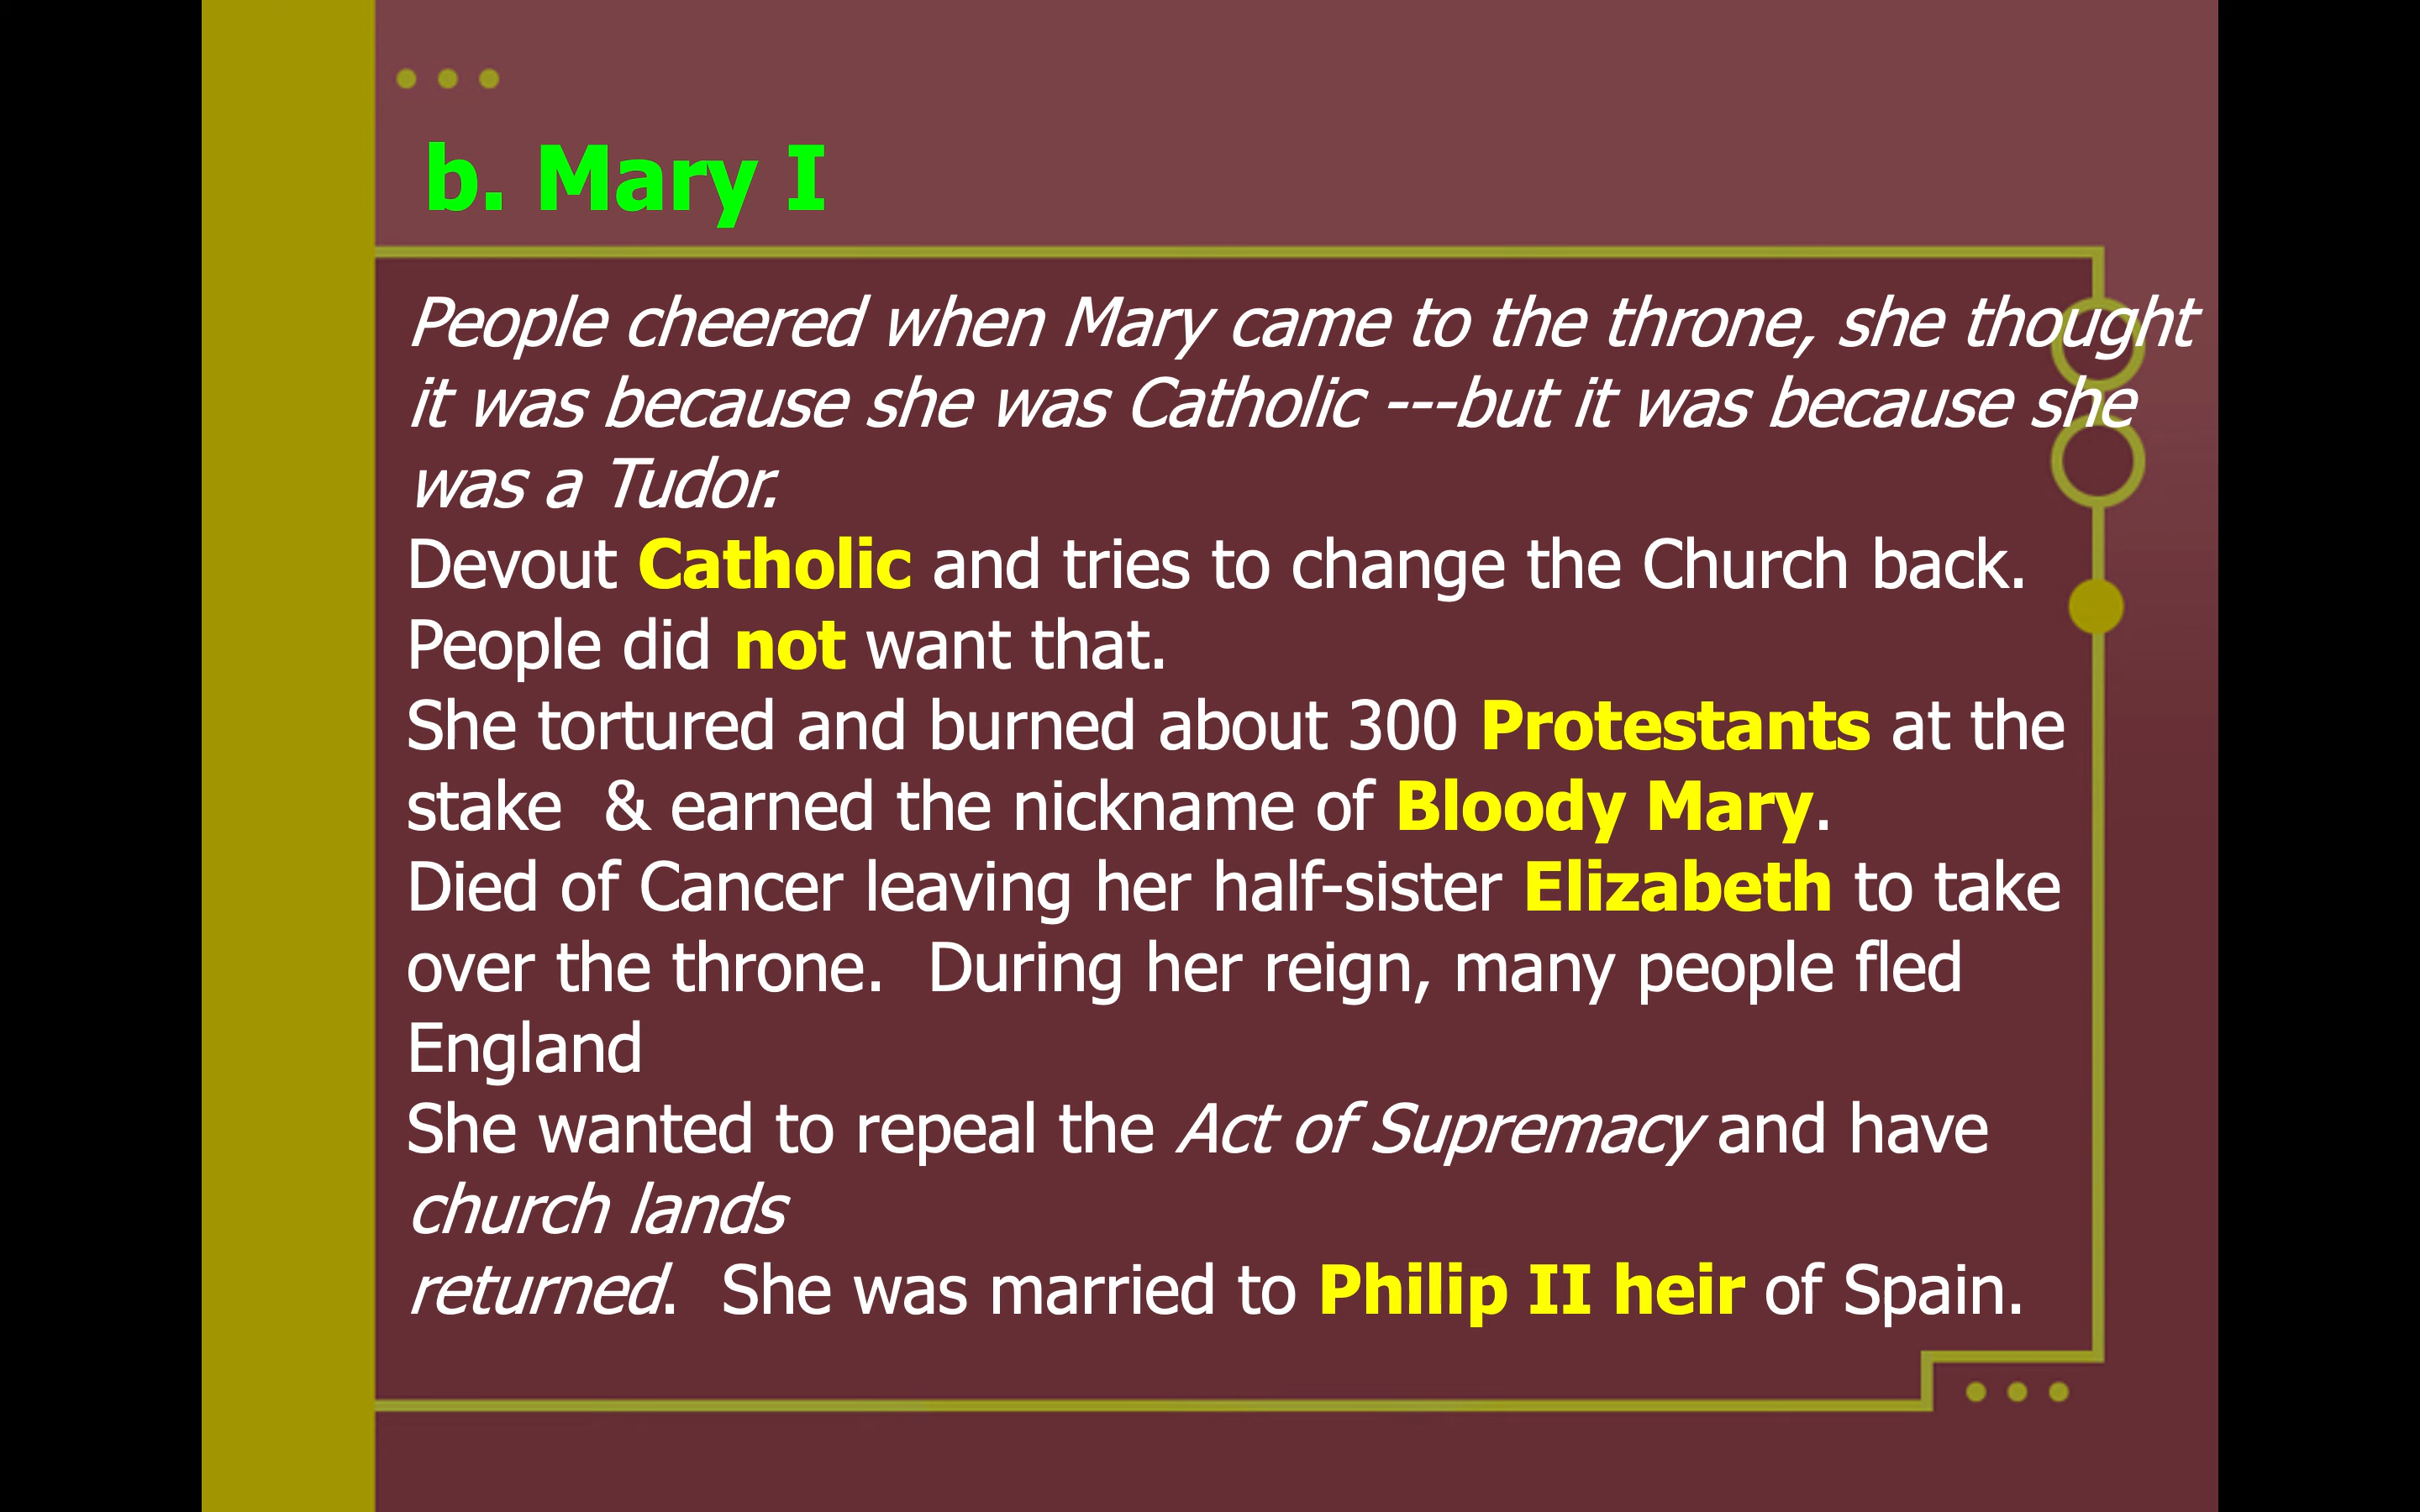 b. Mary I
People cheered when Mary came to the throne, she thought
it was because she was Catholic ---but it was because she
was a Tudor.
Devout Catholic and tries to change the Church back.
People did not want that.
She tortured and burned about 300 Protestants at the
stake  & earned the nickname of Bloody Mary.
Died of Cancer leaving her half-sister Elizabeth to take
over the throne.  During her reign, many people fled
England
She wanted to repeal the Act of Supremacy and have
church lands
returned.  She was married to Philip II heir of Spain.